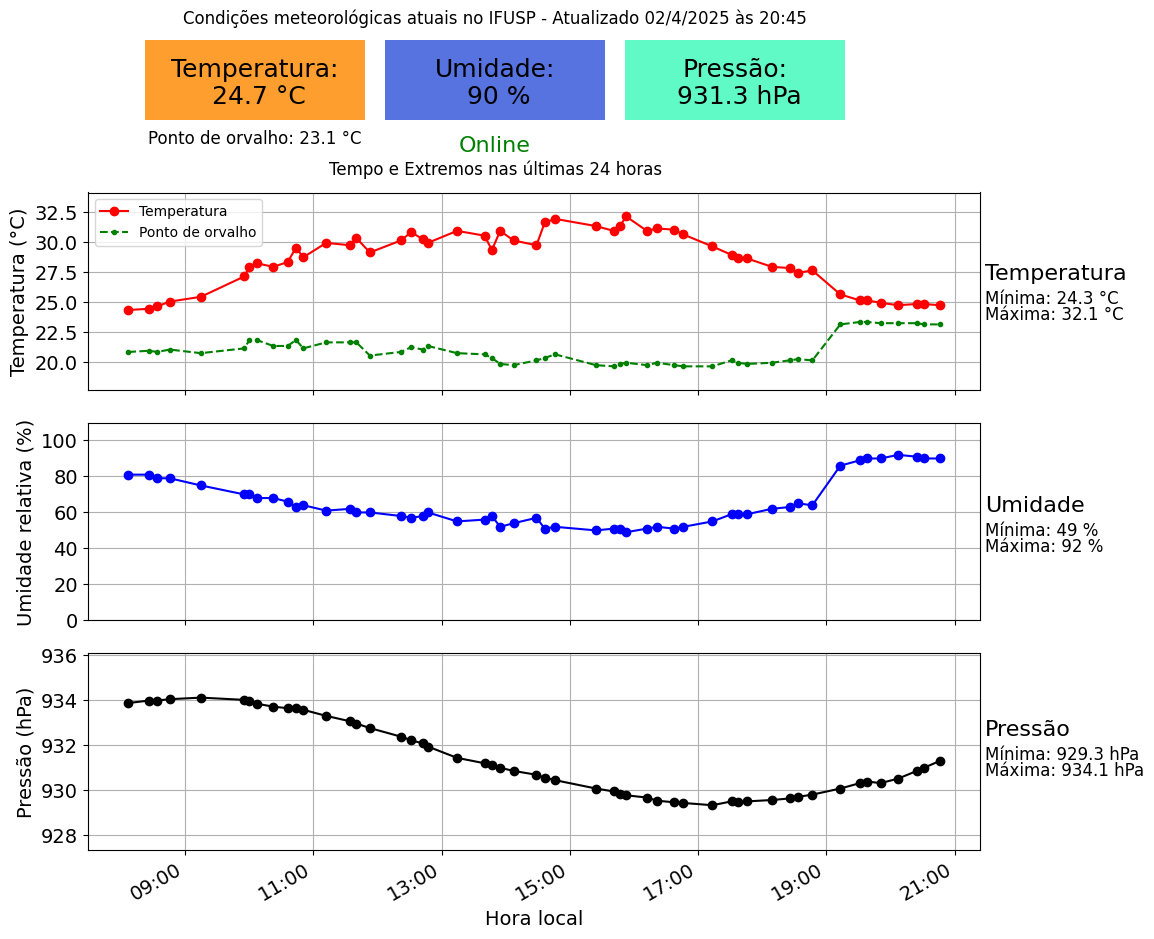 Condições meteorológicas atuais no IFUSP - Atualizado 02/4/2025 às 20:45
Temperatura:
24.7 °C
Umidade:
90 %
Pressão:
931.3 hPa
Ponto de orvalho: 23.1 °C
Online
Tempo e Extremos nas últimas 24 horas
Temperatura (°C)
32.5
30.0
27.5
25.0
22.5
20.0
Temperatura
Ponto de orvalho
Temperatura
Mínima: 24.3 °C
Máxima: 32.1 °C
Umidade relativa (%)
100
80
60
40
20
0
Umidade
Mínima: 49 %
Máxima: 92 %
Pressão (hPa)
936
934
932
930
928
Pressão
Mínima: 929.3 hPa
Máxima: 934.1 hPa
09:00
11:00
13:00
15:00
17:00
19:00
21:00
Hora local